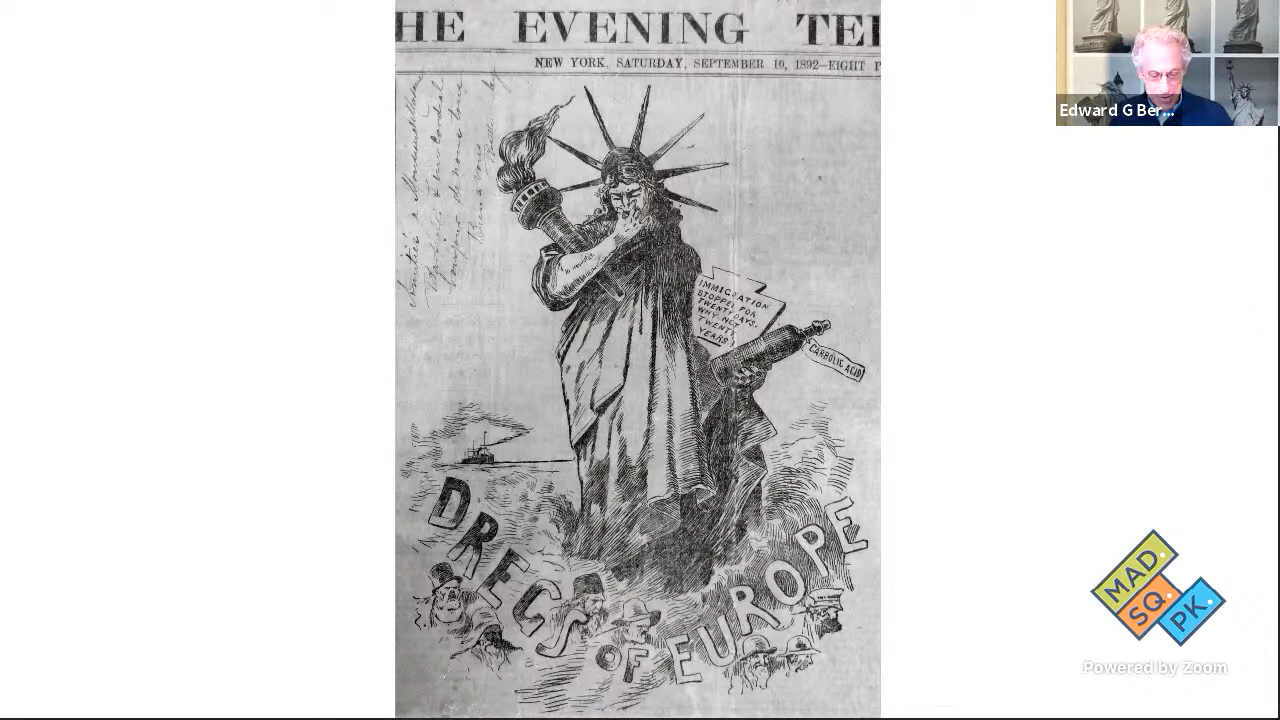 HE EVENING TEL
NEW YORK, SATURDAY, SEPTEMBER 10, 1892—EIGHT P
Edward G Ber...
IMMIGRATION
STOPPED FOR
TWENTY DAYS.
WHY NOT
TWENTY
YEARS?
CARBOLIC ACID
DREGS OF EUROPE
MAD.
SQ.
PK.
Powered by Zoom